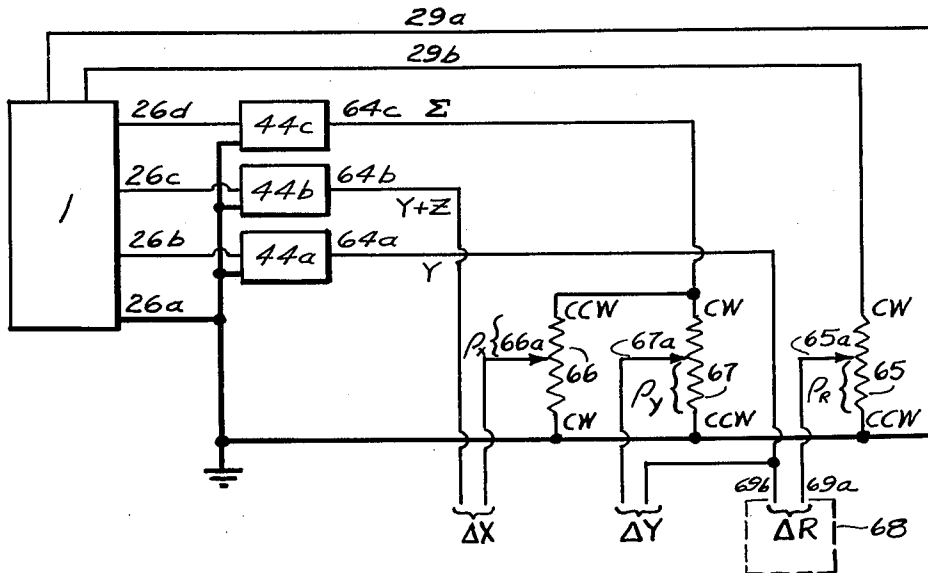 29a
29b
26d 44c 64c Σ
26c 44b 64b
Y+Z
1
26b 44a 64a
Y
26a
CCW CW CW
ρx 66a 67a 65a
66 67 65
ρy ρR
CW CCW CCW
69b 69a
ΔX ΔY ΔR 68